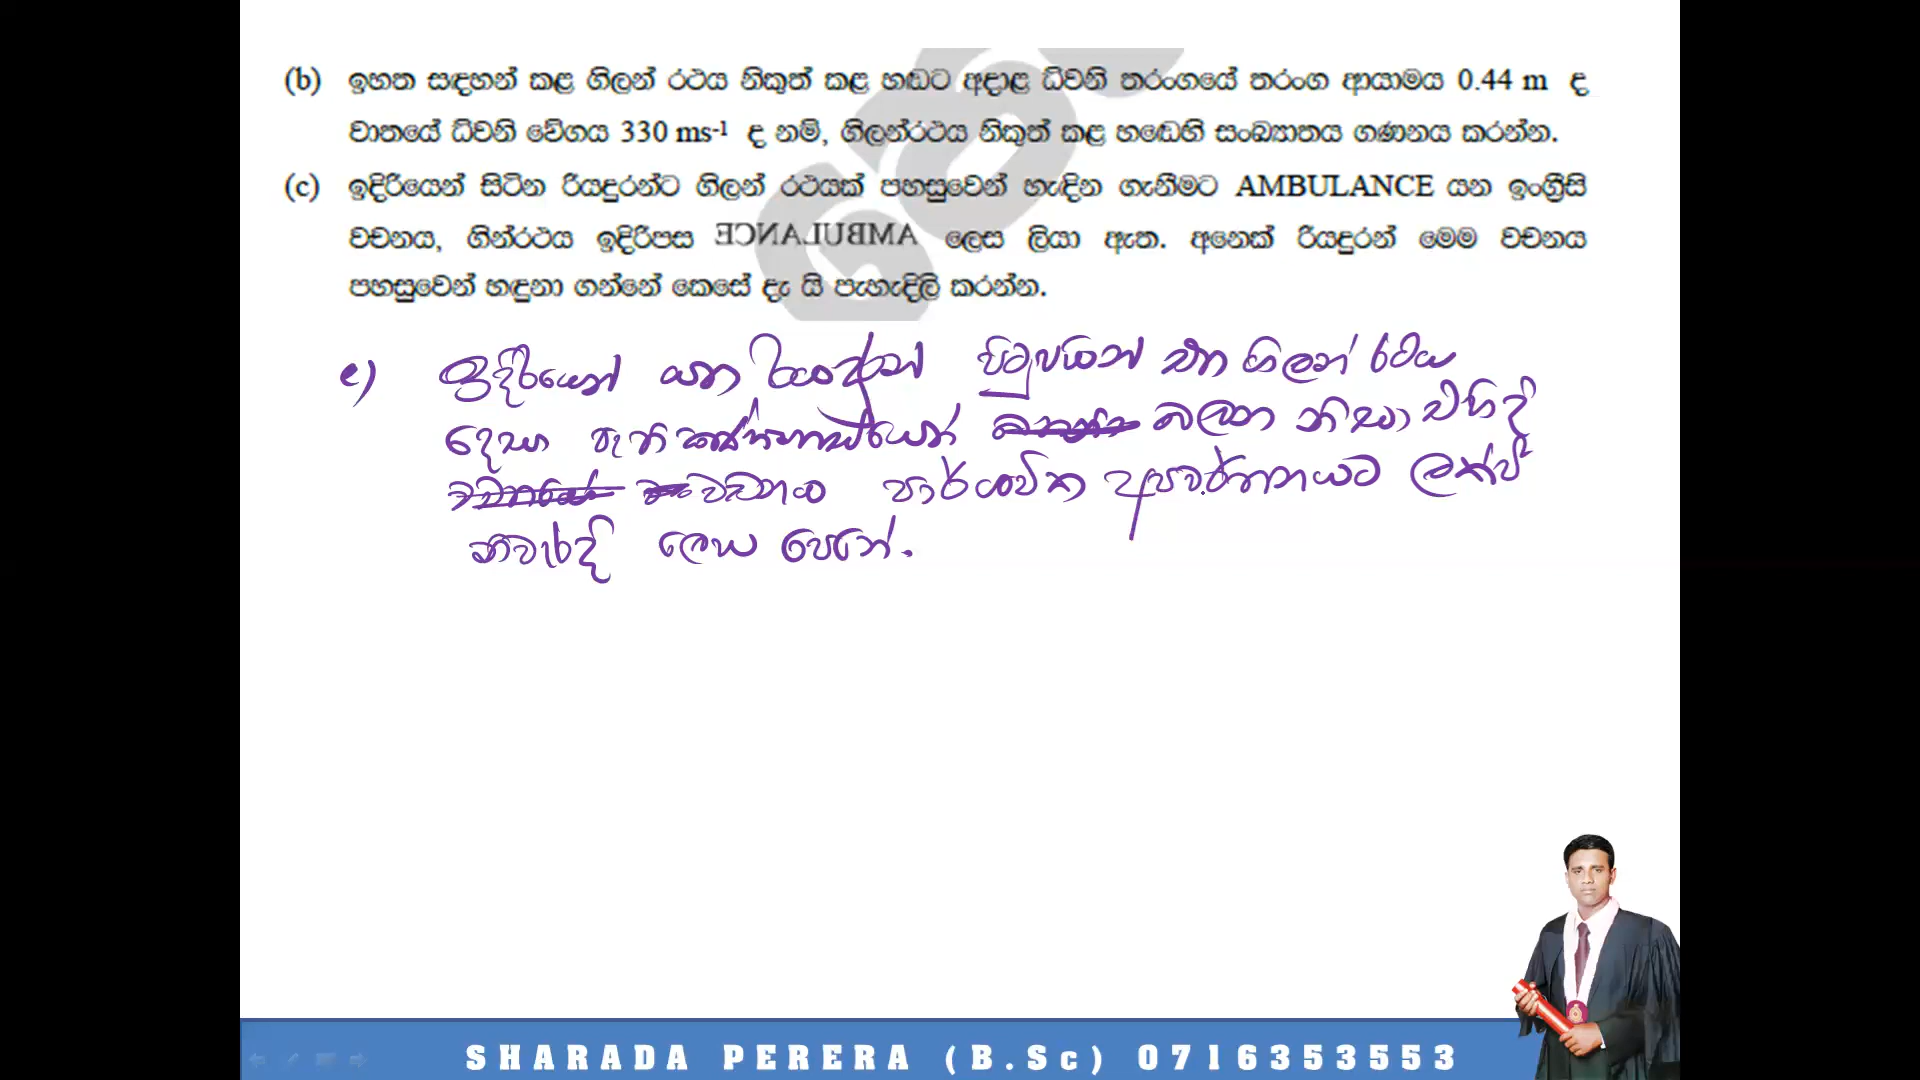 (b) ඉහත සඳහන් කළ ගිලන් රථය නිකුත් කළ හඬට අදාළ ධ්වනි තරංගයේ තරංග ආයාමය 0.44 m ද
වාතයේ ධ්වනි වේගය 330 ms-1 ද නම්, ගිලන්රථය නිකුත් කළ හඬෙහි සංඛ්‍යාතය ගණනය කරන්න.
(c) ඉදිරියෙන් සිටින රියදුරන්ට ගිලන් රථයක් පහසුවෙන් හැඳින ගැනීමට AMBULANCE යන ඉංග්‍රීසි
වචනය, ගින්රථය ඉදිරිපස AMBULANCE ලෙස ලියා ඇත. අනෙක් රියදුරන් මෙම වචනය
පහසුවෙන් හඳුනා ගන්නේ කෙසේ දැ යි පැහැදිලි කරන්න.
ඉදිරියෙන් යන රියදුරන් පිටුපසින් එන ගිලන් රථය
දෙස පැති බලන නිසා එහිදි
වචනය පාර්ශවික අපවර්තනයට ලක්වී
නිවැරදි ලෙස පෙනේ.
SHARADA PERERA (B.Sc) 0716353553